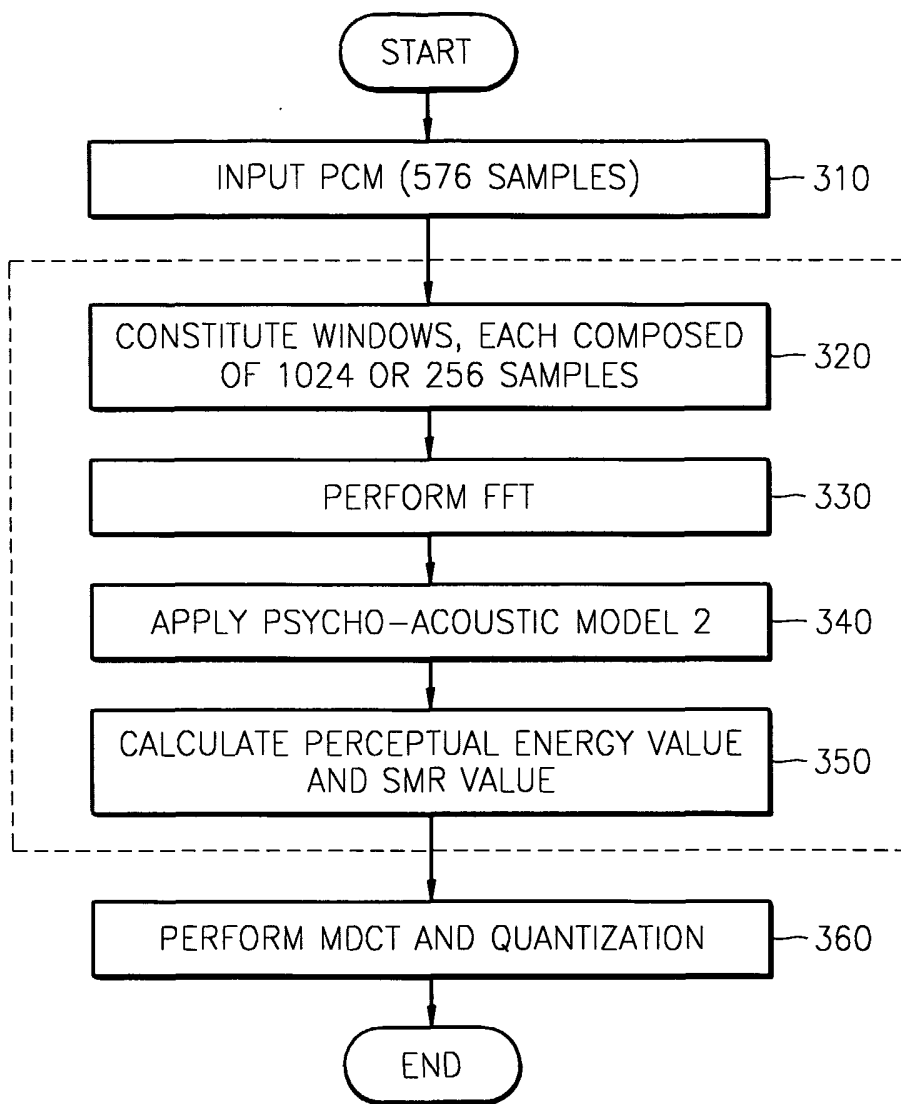 START
INPUT PCM (576 SAMPLES)
310
CONSTITUTE WINDOWS, EACH COMPOSED
OF 1024 OR 256 SAMPLES
320
PERFORM FFT
330
APPLY PSYCHO-ACOUSTIC MODEL 2
340
CALCULATE PERCEPTUAL ENERGY VALUE
AND SMR VALUE
350
PERFORM MDCT AND QUANTIZATION
360
END